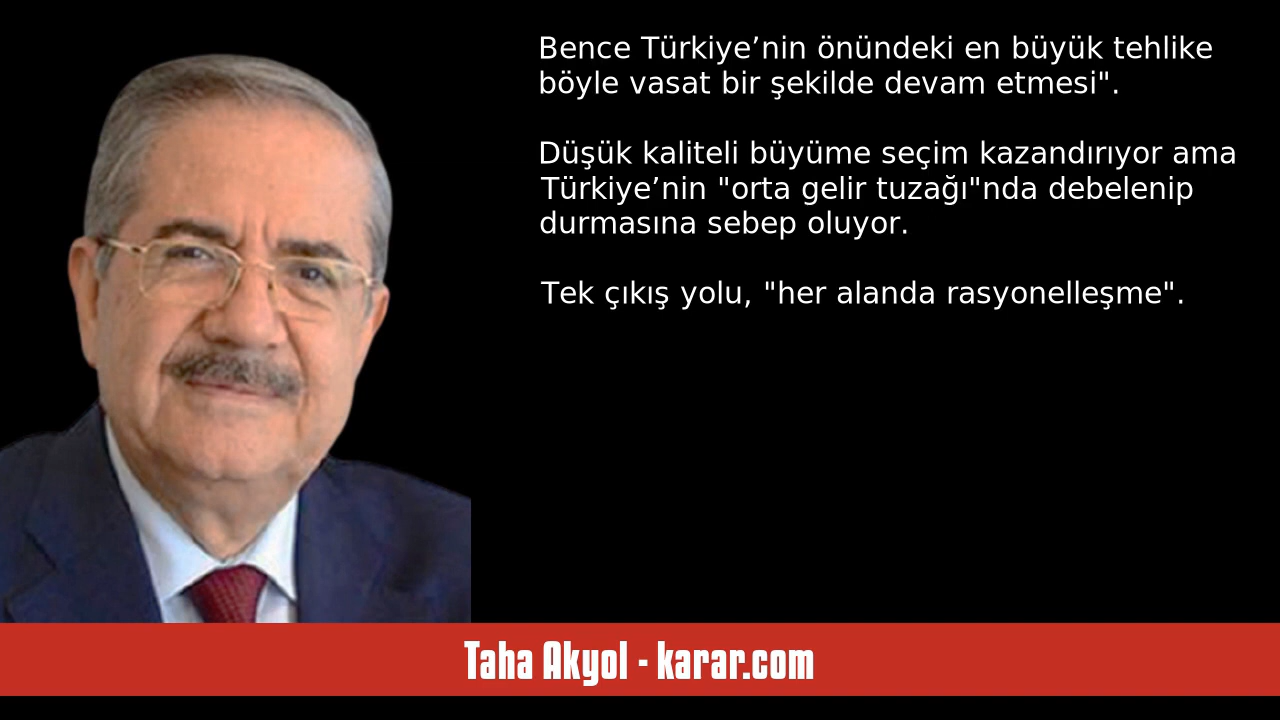 Bence Türkiye’nin önündeki en büyük tehlike
böyle vasat bir şekilde devam etmesi".
Düşük kaliteli büyüme seçim kazandırıyor ama
Türkiye’nin "orta gelir tuzağı"nda debelenip
durmasına sebep oluyor.
Tek çıkış yolu, "her alanda rasyonelleşme".
Taha Akyol - karar.com